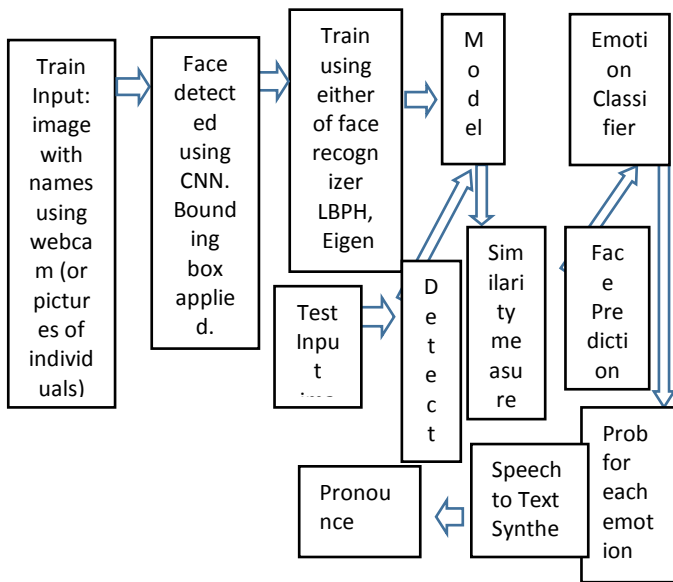 Train
Input:
image
with
names
using
webca
m (or
pictur
es of
individ
uals)
Face
detect
ed
using
CNN.
Bound
ing
box
applie
d.
Train
using
either
of face
recogn
izer
LBPH,
Eigen
M
o
d
el
Emoti
on
Classi
fier
Test
Inpu
t
D
e
t
e
c
t
Sim
ilari
ty
me
asu
re
Fac
e
Pre
dicti
on
Prob
for
each
emot
ion
Speech
to Text
Synthe
Pronou
nce